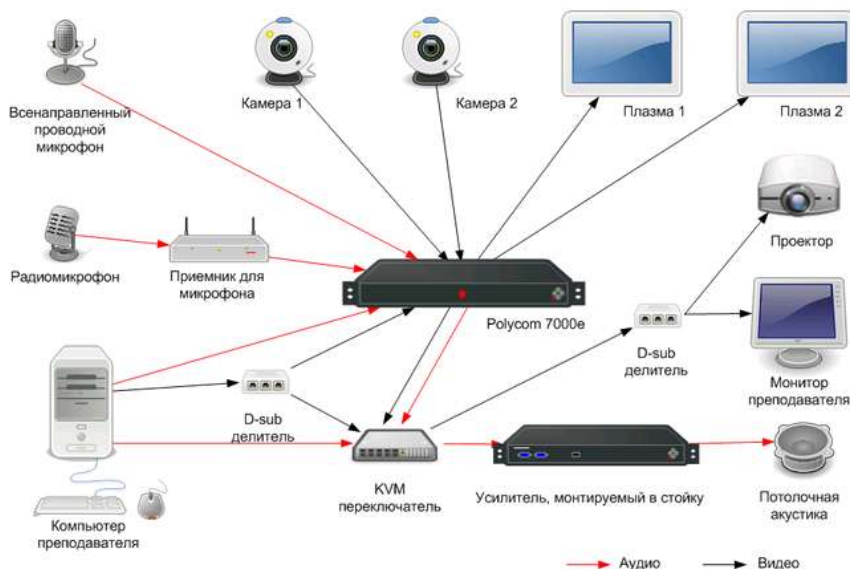 Камера 1
Камера 2
Плазма 1
Плазма 2
Всенаправленный
проводной
микрофон
Проектор
Радиомикрофон
Приемник для
микрофона
Polycom 7000e
D-sub
делитель
Монитор
преподавателя
D-sub
делитель
KVM
переключатель
Усилитель, монтируемый в стойку
Потолочная
акустика
Компьютер
преподавателя
Аудио
Видео